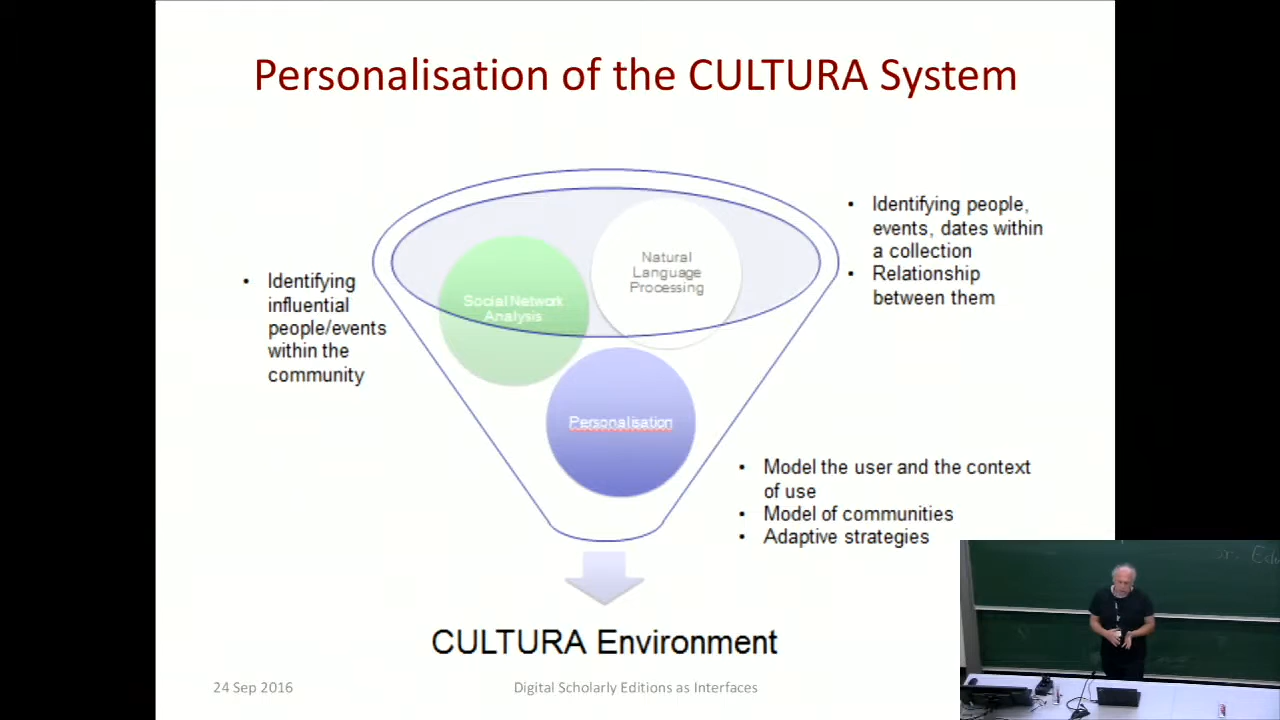 Personalisation of the CULTURA System
• Identifying people,
events, dates within
a collection
• Relationship
between them
Natural
Language
Processing
• Identifying
influential
people/events
within the
community
Social Network
Analysis
Personalisation
• Model the user and the context
of use
• Model of communities
• Adaptive strategies
CULTURA Environment
24 Sep 2016
Digital Scholarly Editions as Interfaces